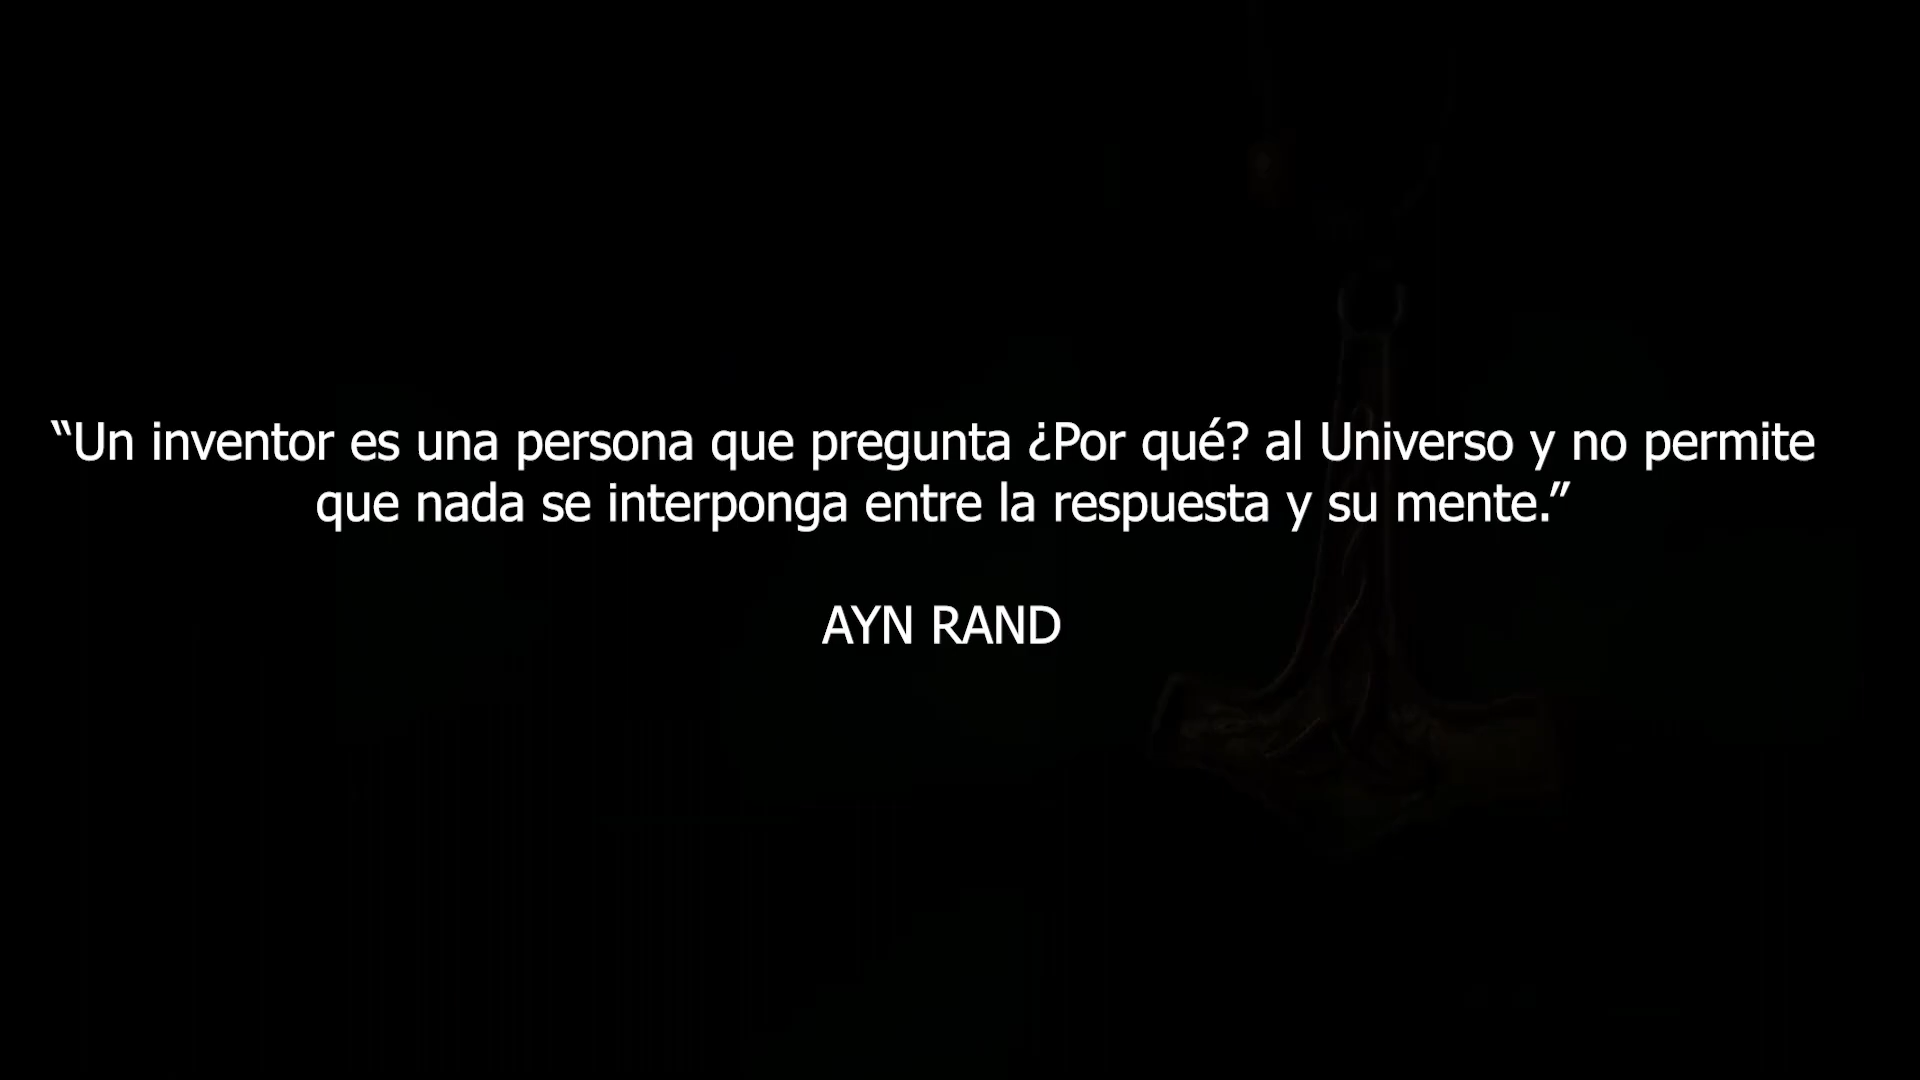 “Un inventor es una persona que pregunta ¿Por qué? al Universo y no permite
que nada se interponga entre la respuesta y su mente.”
AYN RAND